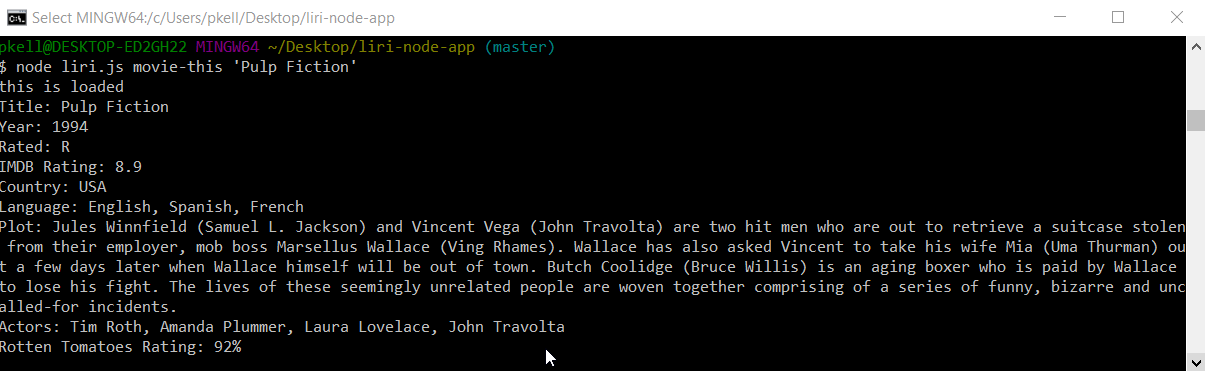 Select MINGW64:/c/Users/pkell/Desktop/liri-node-app
pkell@DESKTOP-ED2GH22 MINGW64 ~/Desktop/liri-node-app (master)
$ node liri.js movie-this 'Pulp Fiction'
this is loaded
Title: Pulp Fiction
Year: 1994
Rated: R
IMDB Rating: 8.9
Country: USA
Language: English, Spanish, French
Plot: Jules Winnfield (Samuel L. Jackson) and Vincent Vega (John Travolta) are two hit men who are out to retrieve a suitcase stolen
from their employer, mob boss Marsellus Wallace (Ving Rhames). Wallace has also asked Vincent to take his wife Mia (Uma Thurman) ou
t a few days later when Wallace himself will be out of town. Butch Coolidge (Bruce Willis) is an aging boxer who is paid by Wallace
to lose his fight. The lives of these seemingly unrelated people are woven together comprising of a series of funny, bizarre and unc
alled-for incidents.
Actors: Tim Roth, Amanda Plummer, Laura Lovelace, John Travolta
Rotten Tomatoes Rating: 92%